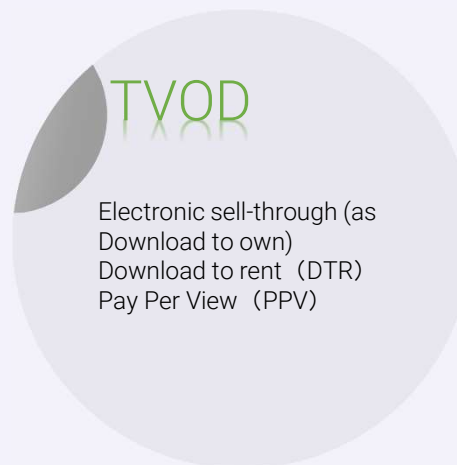 TVOD
Electronic sell-through (as
Download to own)
Download to rent（DTR）
Pay Per View（PPV）